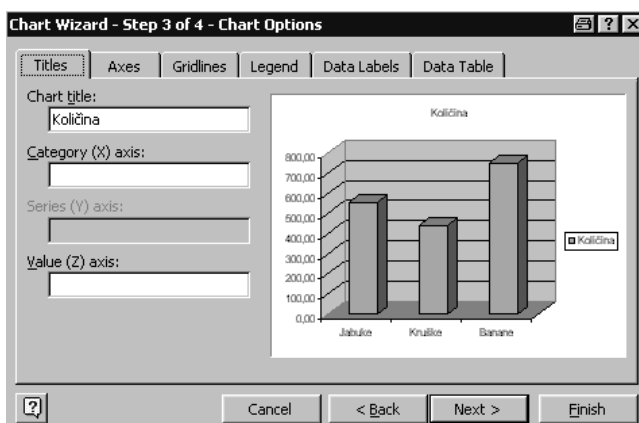 Chart Wizard - Step 3 of 4 - Chart Options
Titles Axes Gridlines Legend Data Labels Data Table
Chart title:
Količina
Category (X) axis:
Series (Y) axis:
Value (Z) axis:
Količina
800,00
700,00
600,00
500,00
400,00
300,00
200,00
100,00
0,00
Jabuke Kruške Banane
Količina
Cancel < Back Next > Finish